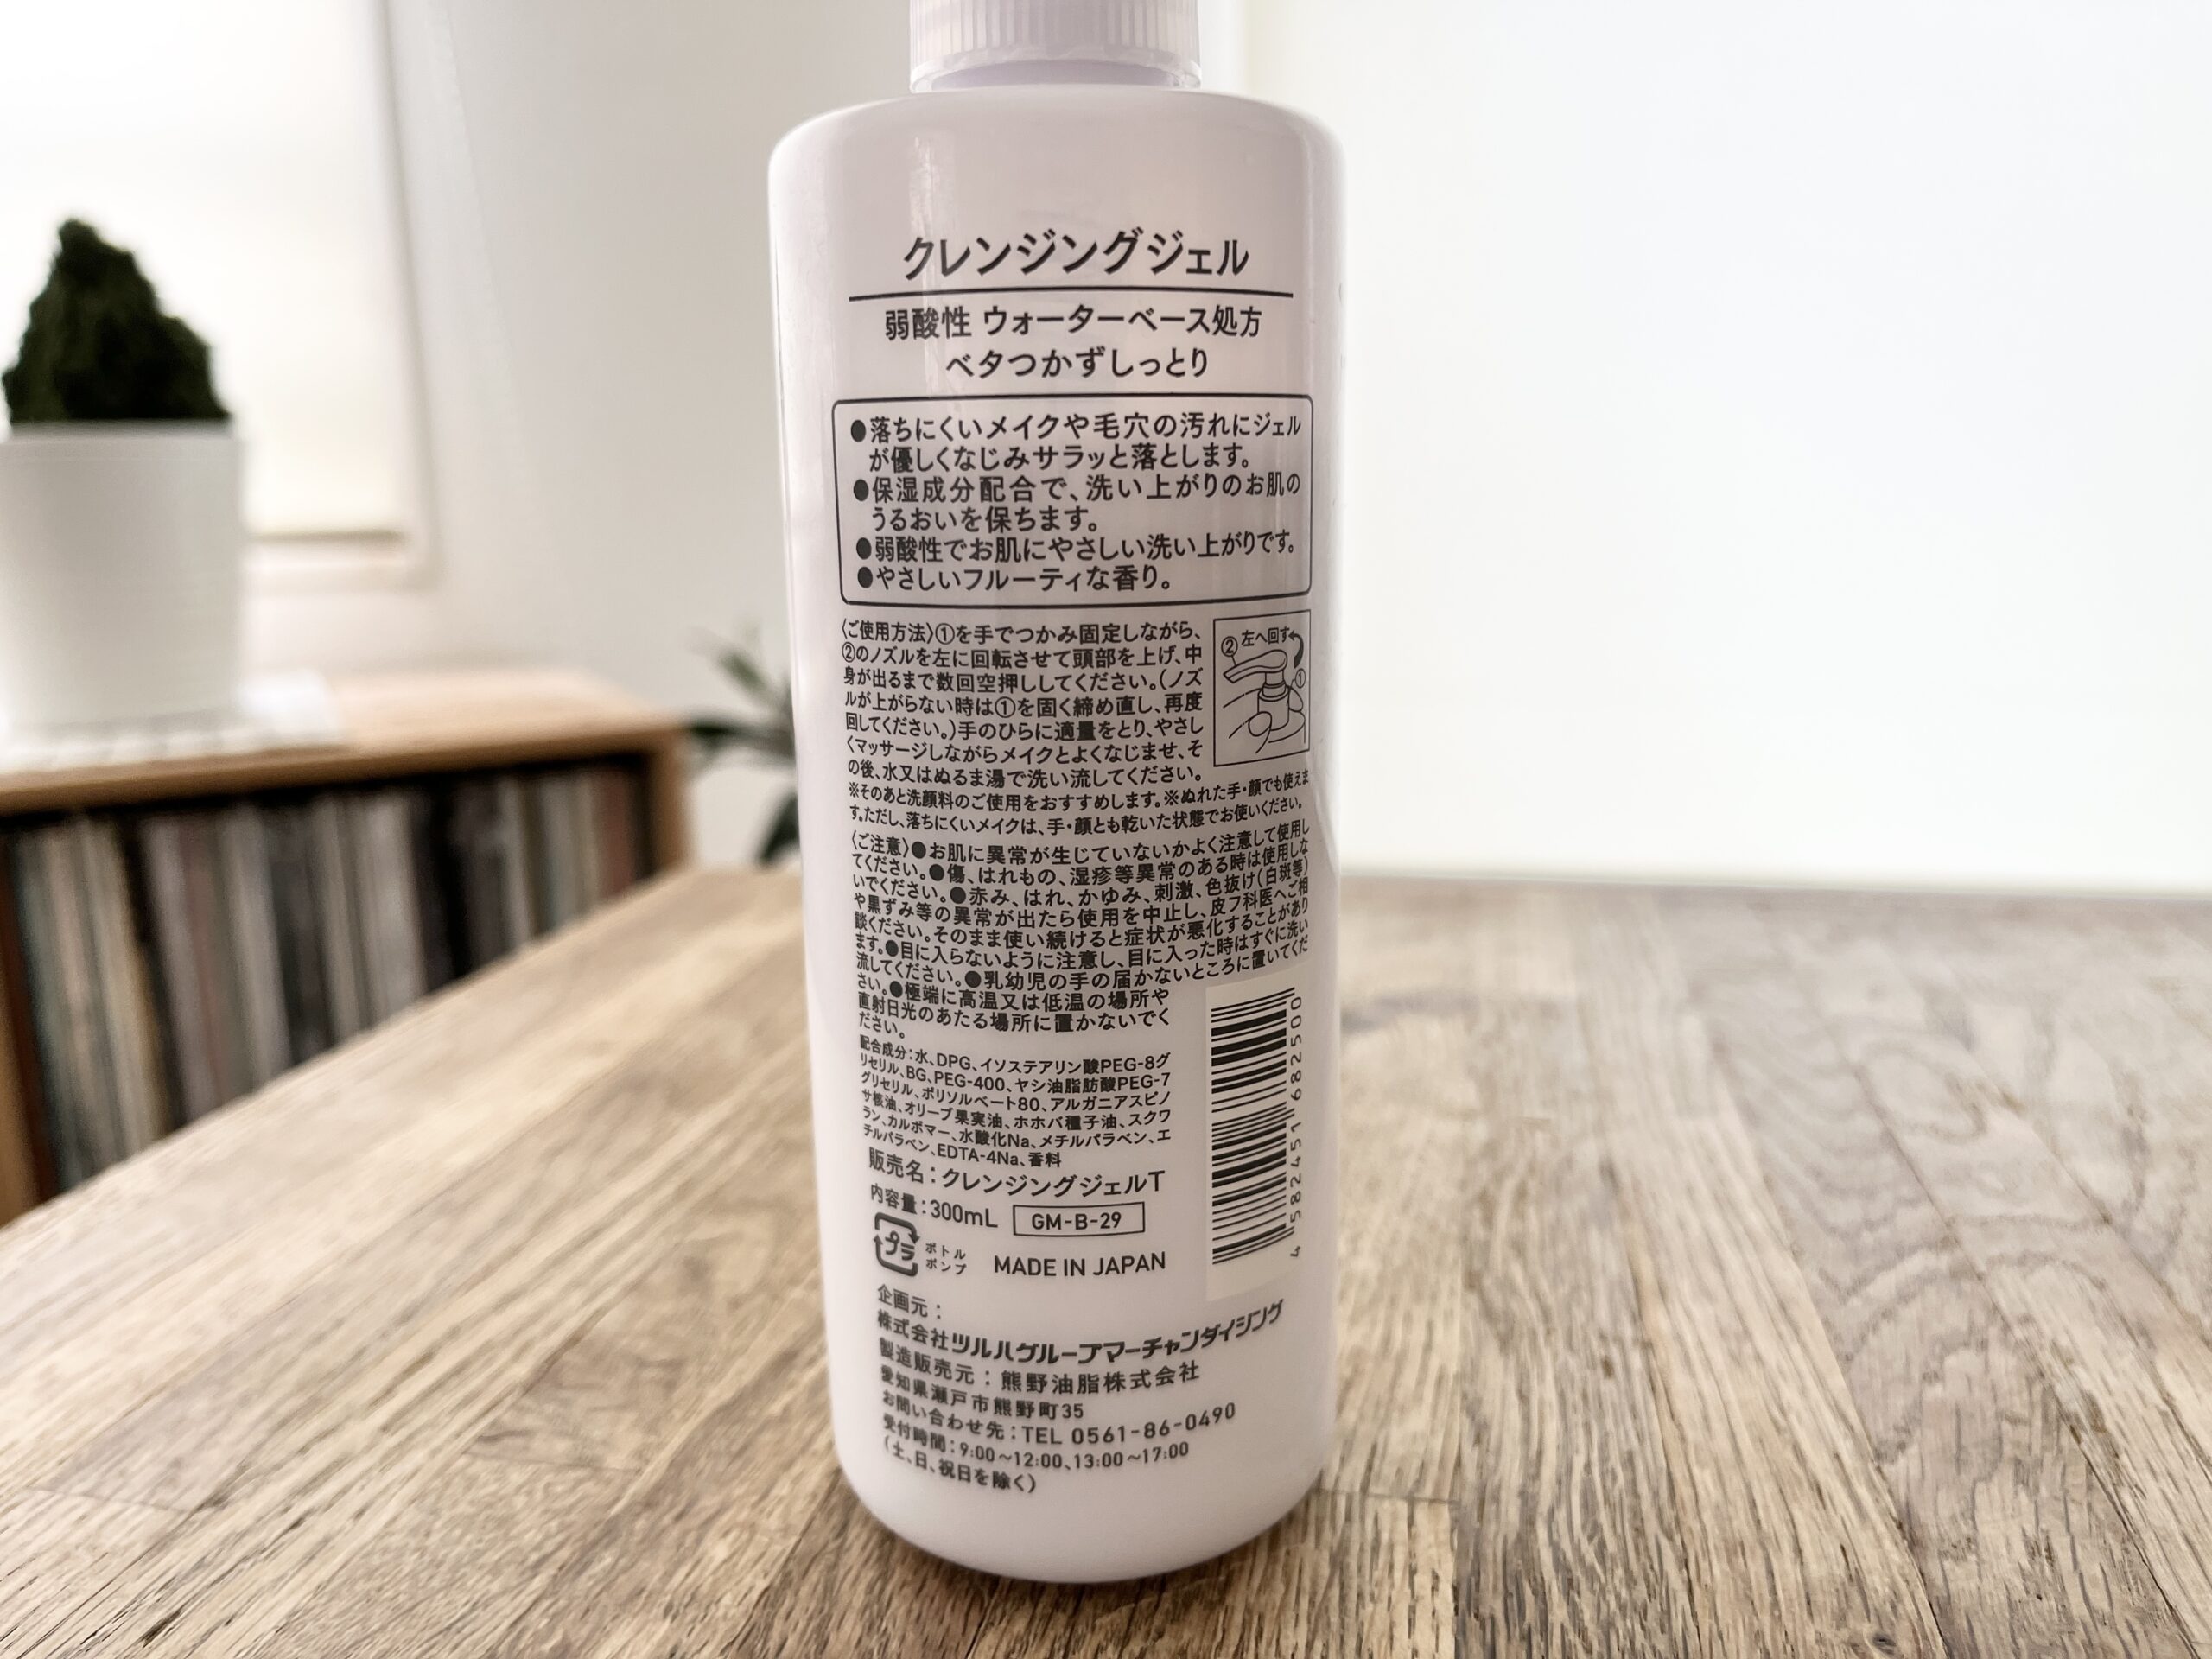 クレンジングジェル
弱酸性 ウォーターベース処方
ベタつかずしっとり
●落ちにくいメイクや毛穴の汚れにジェル
が優しくなじみサラッと落とします。
●保湿成分配合で、洗い上がりのお肌の
うるおいを保ちます。
●弱酸性でお肌にやさしい洗い上がりです。
●やさしいフルーティな香り。
〈ご使用方法〉①を手でつかみ固定しながら、
②のノズルを左に回転させて頭部を上げ、中
身が出るまで数回空押ししてください。(ノズ
ルが上がらない時は①を固く締め直し、再度
回してください。)手のひらに適量をとり、やさし
くマッサージしながらメイクとよくなじませ、そ
の後、水又はぬるま湯で洗い流してください。
②左へ回す
①
※そのあと洗顔料のご使用をおすすめします。※ぬれた手・顔でも使えま
す。ただし、落ちにくいメイクは、手・顔とも乾いた状態でお使いください。
〈ご注意〉●お肌に異常が生じていないかよく注意して使用し
てください。●傷、はれもの、湿疹等異常のある時は使用しな
いでください。●赤み、はれ、かゆみ、刺激、色抜け(白斑等)
や黒ずみ等の異常が出たら使用を中止し、皮フ科医へご相
談ください。そのまま使い続けると症状が悪化することがあり
ます。●目に入らないように注意し、目に入った時はすぐに洗い
流してください。●乳幼児の手の届かないところに置いてくだ
さい。●極端に高温又は低温の場所や
直射日光のあたる場所に置かないでく
ださい。
配合成分:水、DPG、イソステアリン酸PEG-8グ
リセリル、BG、PEG-400、ヤシ油脂肪酸PEG-7
グリセリル、ポリソルベート80、アルガニアスピノ
サ核油、オリーブ果実油、ホホバ種子油、スクワ
ラン、カルボマー、水酸化Na、メチルパラベン、エ
チルパラベン、EDTA-4Na、香料
販売名:クレンジングジェルT
内容量:300mL GM-B-29
プラ ボトル
ポンプ
MADE IN JAPAN
4 582451 682500
企画元:
株式会社ツルハグループマーチャンダイジング
製造販売元:熊野油脂株式会社
愛知県瀬戸市熊野町35
お問い合わせ先:TEL 0561-86-0490
受付時間:9:00～12:00、13:00～17:00
(土、日、祝日を除く)